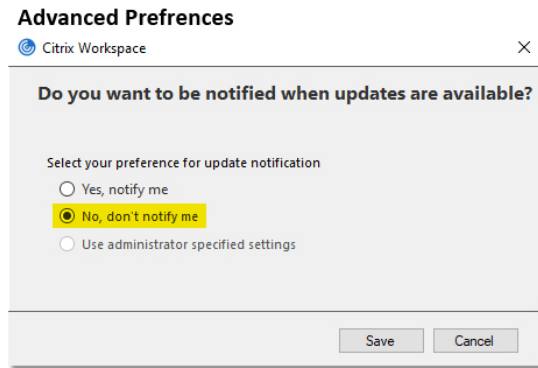 Advanced Prefrences
Citrix Workspace
Do you want to be notified when updates are available?
Select your preference for update notification
Yes, notify me
No, don't notify me
Use administrator specified settings
Save Cancel